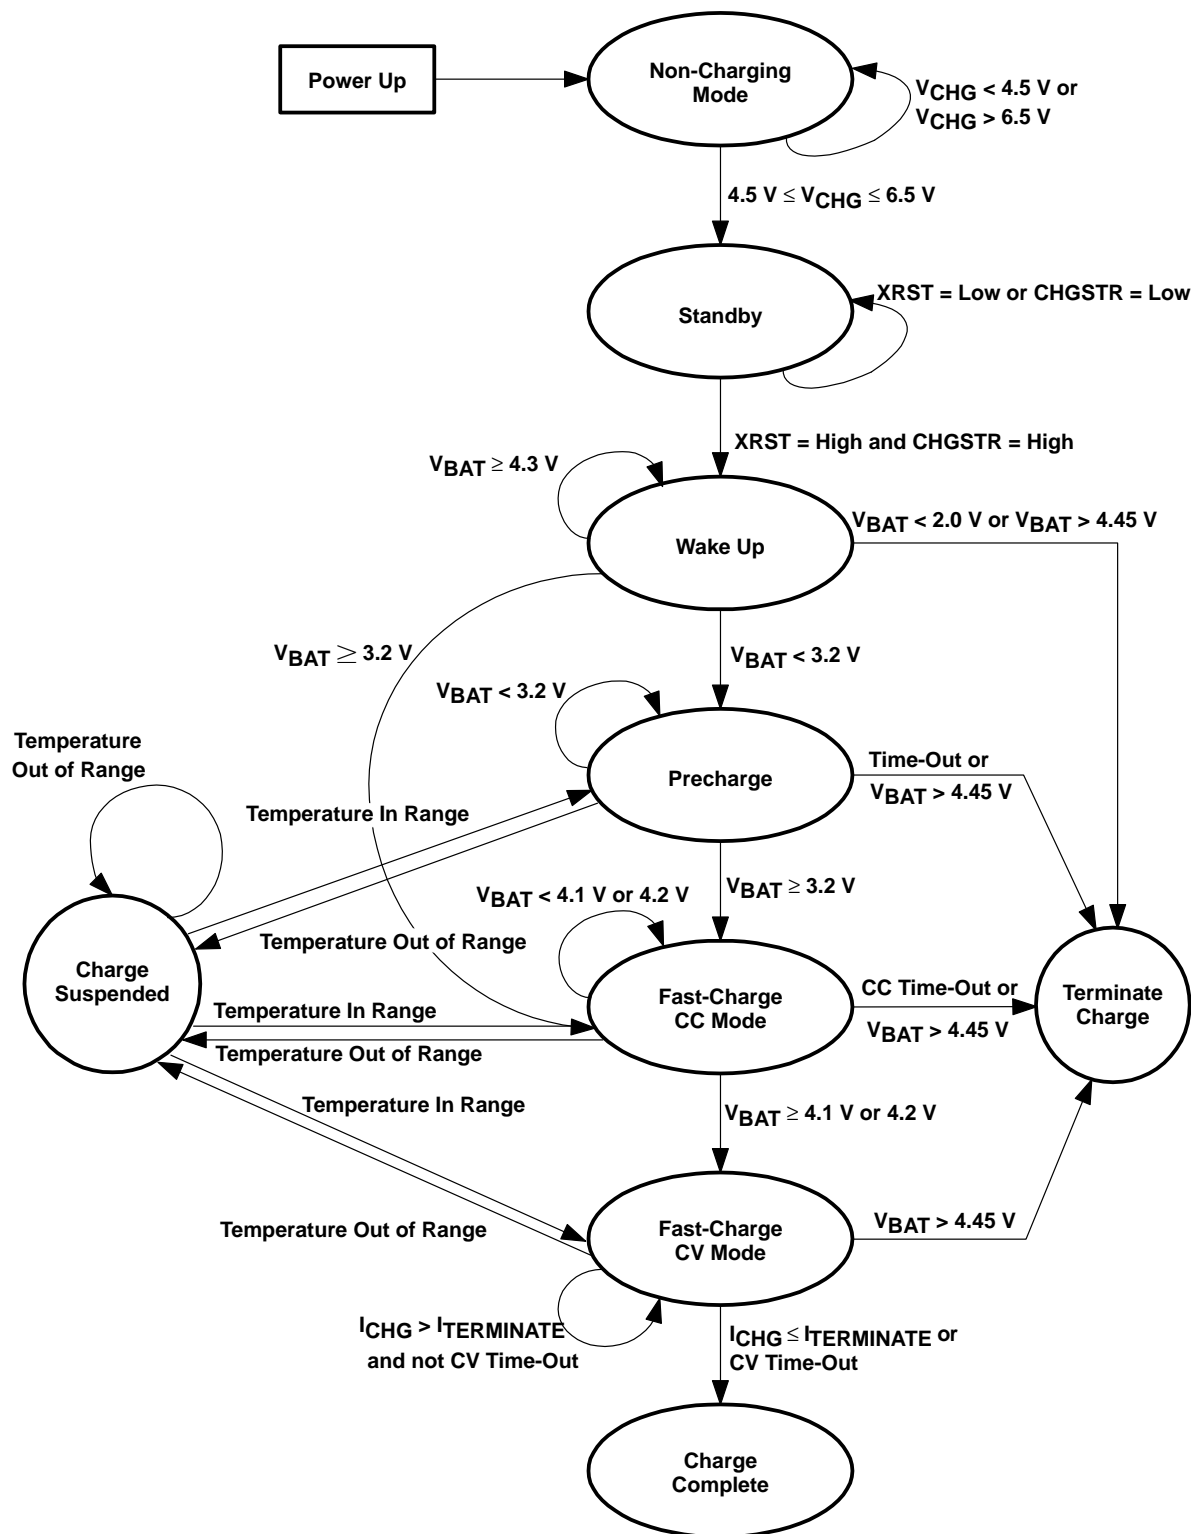 Power Up
Non-Charging
Mode
VCHG < 4.5 V or
VCHG > 6.5 V
4.5 V ≤ VCHG ≤ 6.5 V
Standby
XRST = Low or CHGSTR = Low
XRST = High and CHGSTR = High
VBAT ≥ 4.3 V
Wake Up
VBAT < 2.0 V or VBAT > 4.45 V
VBAT ≥ 3.2 V
VBAT < 3.2 V
VBAT < 3.2 V
Temperature
Out of Range
Precharge
Time-Out or
VBAT > 4.45 V
Temperature In Range
VBAT < 4.1 V or 4.2 V
VBAT ≥ 3.2 V
Temperature Out of Range
Charge
Suspended
Temperature In Range
Fast-Charge
CC Mode
CC Time-Out or
VBAT > 4.45 V
Terminate
Charge
Temperature Out of Range
Temperature In Range
VBAT ≥ 4.1 V or 4.2 V
Temperature Out of Range
Fast-Charge
CV Mode
VBAT > 4.45 V
ICHG > ITERMINATE
and not CV Time-Out
ICHG ≤ ITERMINATE or
CV Time-Out
Charge
Complete